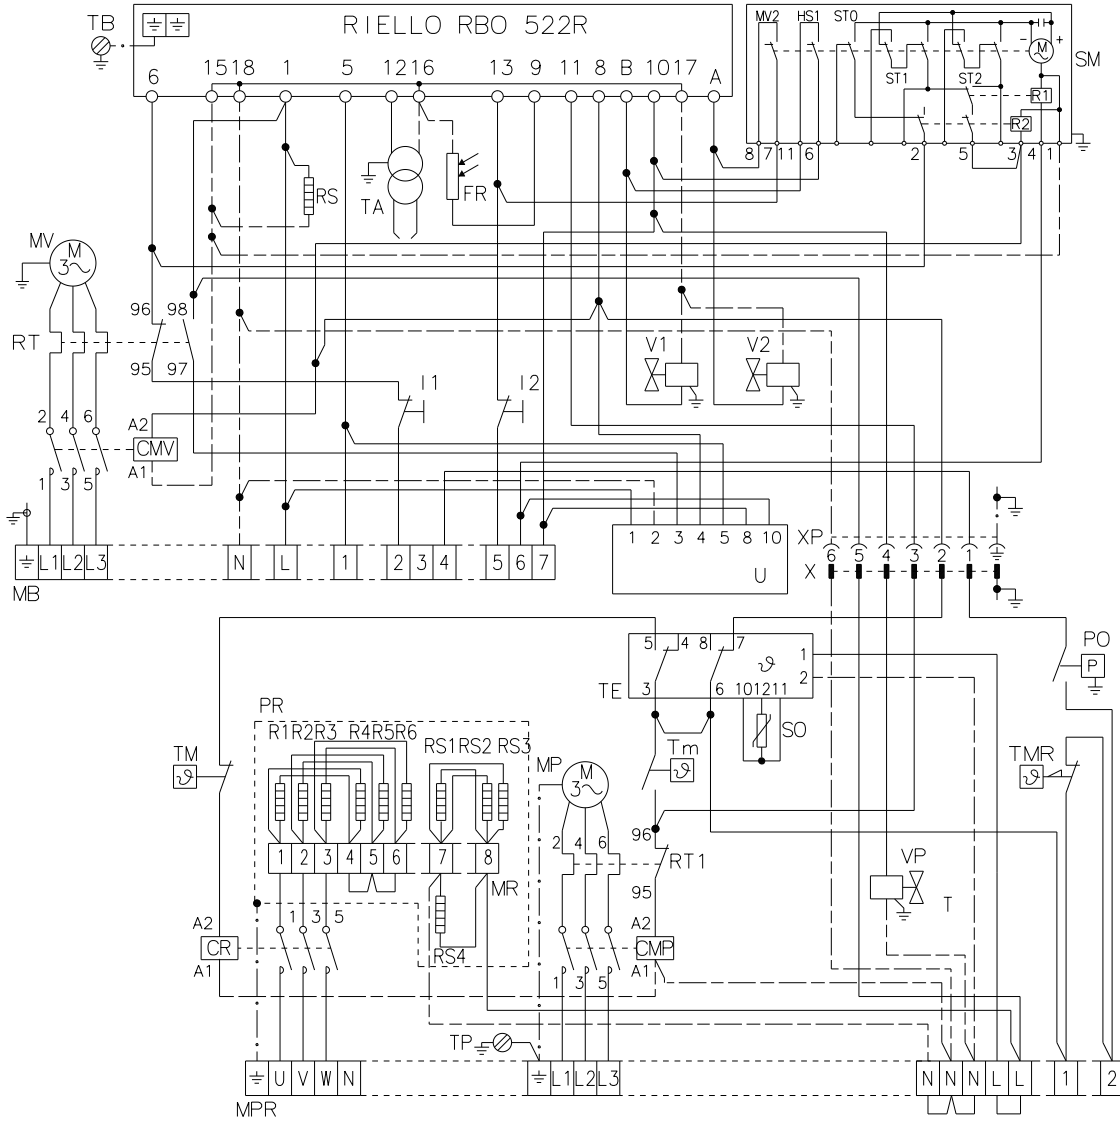 TB
RIELLO RBO 522R
6 15 18 1 5 12 16 13 9 11 8 B 10 17 A
MV2 HS1 ST0
- M +
SM
ST1 ST2
R1
R2
8 7 11 6 2 5 3 4 1
RS
TA
FR
MV
M
3~
96 98
RT
95 97
V1 V2
I1 I2
2 4 6
A2
CMV
A1
1 3 5
L1 L2 L3 N L 1 2 3 4 5 6 7
MB
1 2 3 4 5 8 10
U
XP
6 5 4 3 2 1
X
5 4 8 7
ϑ
1
2
TE
3 6 10 12 11
SO
PO
P
PR
R1 R2 R3 R4 R5 R6
RS1 RS2 RS3
TM
ϑ
MP
M
3~
Tm
ϑ
TMR
ϑ
1 2 3 4 5 6 7 8
MR
2 4 6
96
RT1
95
VP
T
A2
CR
A1
1 3 5
RS4
A2
CMP
A1
1 3 5
TP
U V W N
L1 L2 L3
N N N L L 1 2
MPR